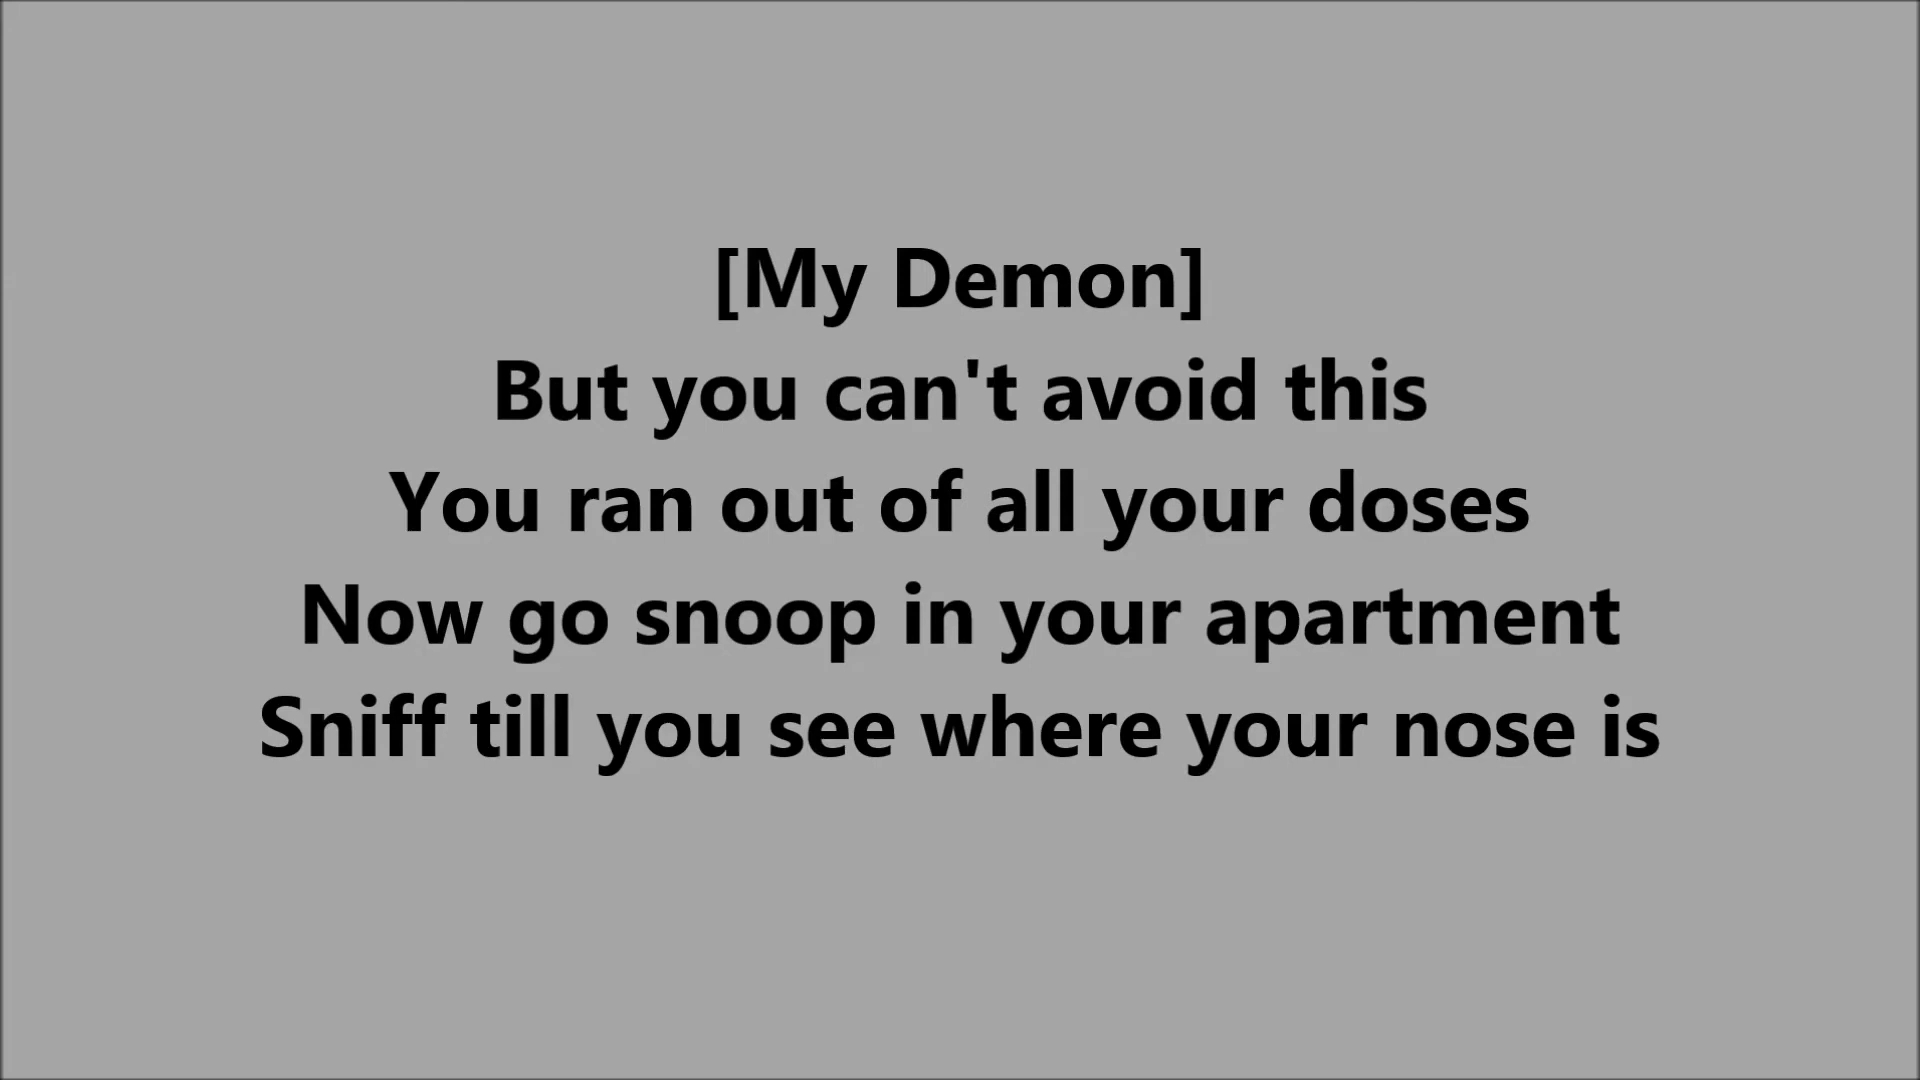 [My Demon]
But you can't avoid this
You ran out of all your doses
Now go snoop in your apartment
Sniff till you see where your nose is